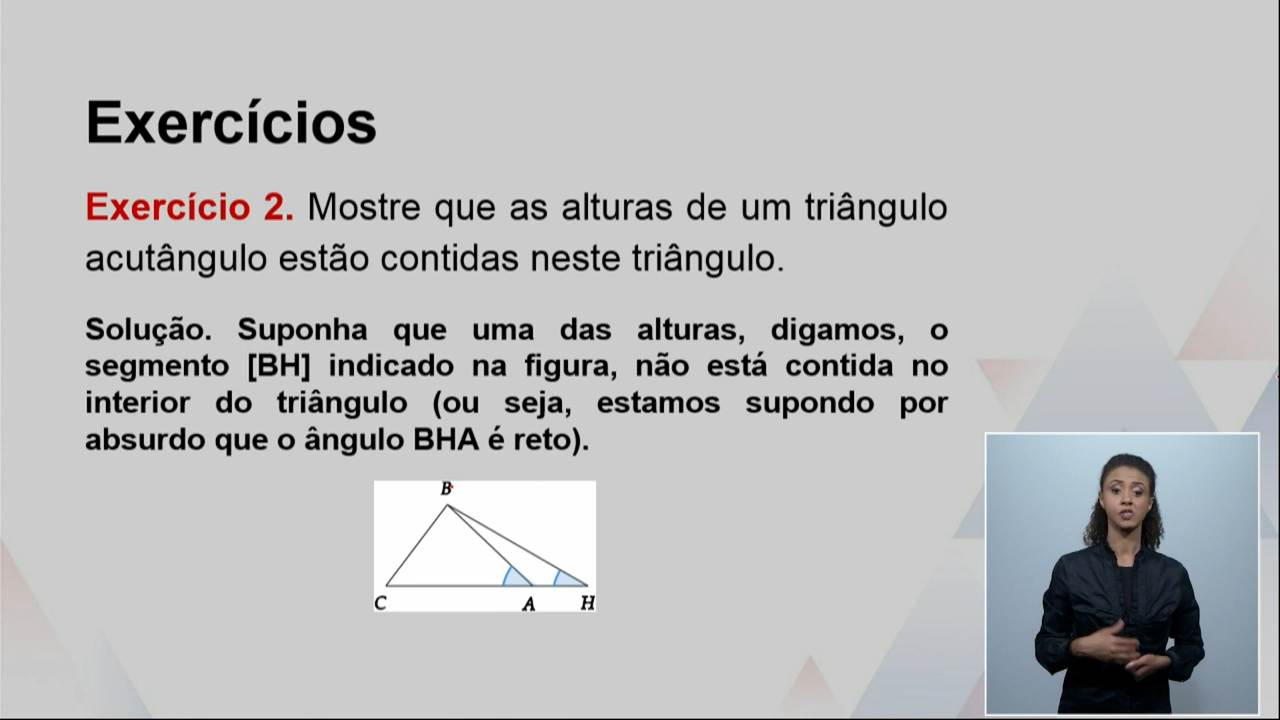 Exercícios
Exercício 2. Mostre que as alturas de um triângulo
acutângulo estão contidas neste triângulo.
Solução. Suponha que uma das alturas, digamos, o
segmento [BH] indicado na figura, não está contida no
interior do triângulo (ou seja, estamos supondo por
absurdo que o ângulo BHA é reto).
B
C A H